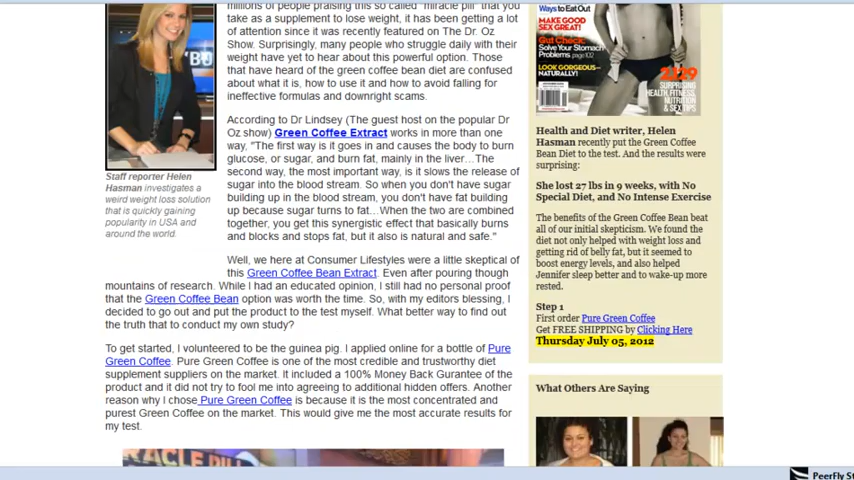 millions of people praising this so called "miracle pill" that you
take as a supplement to lose weight, it has been getting a lot
of attention since it was recently featured on The Dr. Oz
Show. Surprisingly, many people who struggle daily with their
weight have yet to hear about this powerful option. Those
that have heard of the green coffee bean diet are confused
about what it is, how to use it and how to avoid falling for
ineffective formulas and downright scams.
According to Dr Lindsey (The guest host on the popular Dr
Oz show) Green Coffee Extract works in more than one
way, "The first way is it goes in and causes the body to burn
glucose, or sugar, and burn fat, mainly in the liver…The
second way, the most important way, is it slows the release of
sugar into the blood stream. So when you don't have sugar
building up in the blood stream, you don't have fat building
up because sugar turns to fat…When the two are combined
together, you get this synergistic effect that basically burns
and blocks and stops fat, but it also is natural and safe."
Staff reporter Helen
Hasman investigates a
weird weight loss solution
that is quickly gaining
popularity in USA and
around the world.
Well, we here at Consumer Lifestyles were a little skeptical of
this Green Coffee Bean Extract. Even after pouring though
mountains of research. While I had an educated opinion, I still had no personal proof
that the Green Coffee Bean option was worth the time. So, with my editors blessing, I
decided to go out and put the product to the test myself. What better way to find out
the truth that to conduct my own study?
To get started, I volunteered to be the guinea pig. I applied online for a bottle of Pure
Green Coffee. Pure Green Coffee is one of the most credible and trustworthy diet
supplement suppliers on the market. It included a 100% Money Back Gurantee of the
product and it did not try to fool me into agreeing to additional hidden offers. Another
reason why I chose Pure Green Coffee is because it is the most concentrated and
purest Green Coffee on the market. This would give me the most accurate results for
my test.
RACLE PILL
Ways to Eat Out
MAKE GOOD
SEX GREAT!
Gut Check:
Solve Your Stomach
Problems
LOOK GORGEOUS–
NATURALLY!
2,129
SURPRISING
HEALTH, FITNESS,
NUTRITION
& SEX TIPS
Health and Diet writer, Helen
Hasman recently put the Green Coffee
Bean Diet to the test. And the results were
surprising:
She lost 27 lbs in 9 weeks, with No
Special Diet, and No Intense Exercise
The benefits of the Green Coffee Bean beat
all of our initial skepticism. We found the
diet not only helped with weight loss and
getting rid of belly fat, but it seemed to
boost energy levels, and also helped
Jennifer sleep better and to wake-up more
rested.
Step 1
First order Pure Green Coffee
Get FREE SHIPPING by Clicking Here
Thursday July 05, 2012
What Others Are Saying
PeerFly St